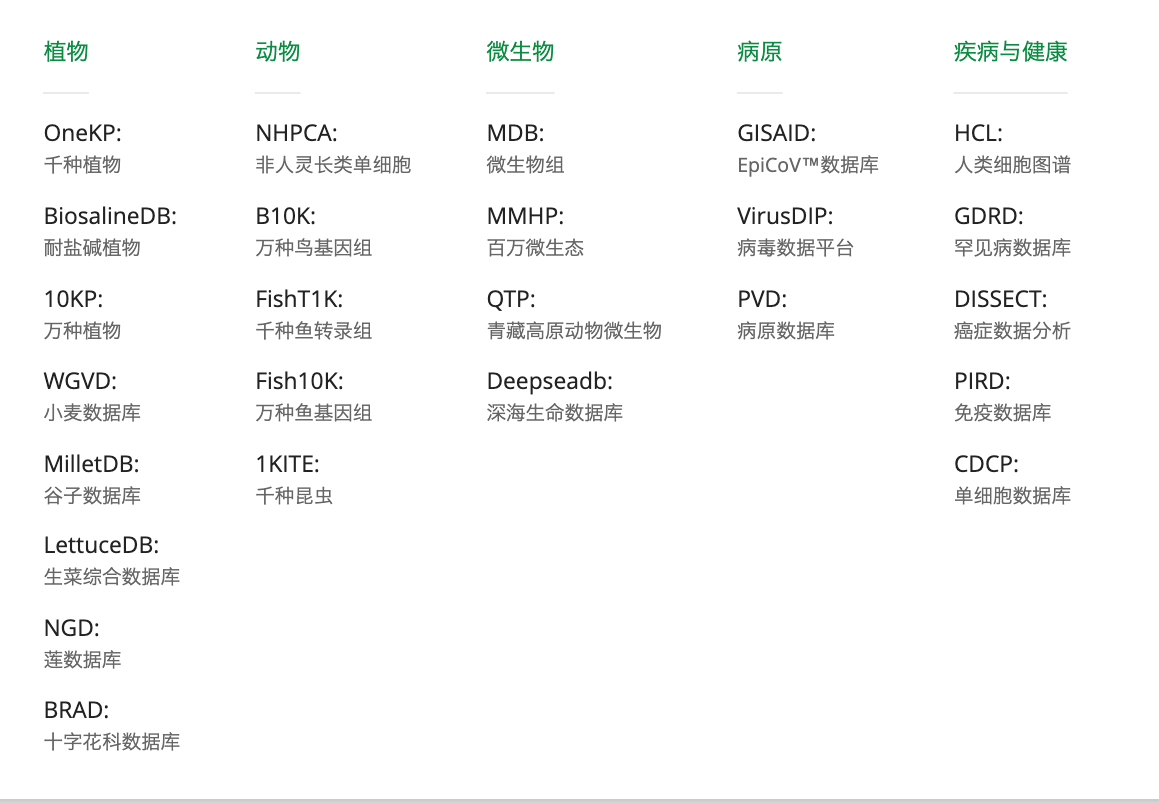 植物
OneKP:
千种植物
BiosalineDB:
耐盐碱植物
10KP:
万种植物
WGVD:
小麦数据库
MilletDB:
谷子数据库
LettuceDB:
生菜综合数据库
NGD:
莲数据库
BRAD:
十字花科数据库
动物
NHPCA:
非人灵长类单细胞
B10K:
万种鸟基因组
FishT1K:
千种鱼转录组
Fish10K:
万种鱼基因组
1KITE:
千种昆虫
微生物
MDB:
微生物组
MMHP:
百万微生态
QTP:
青藏高原动物微生物
Deepseadb:
深海生命数据库
病原
GISAID:
EpiCoV™数据库
VirusDIP:
病毒数据平台
PVD:
病原数据库
疾病与健康
HCL:
人类细胞图谱
GDRD:
罕见病数据库
DISSECT:
癌症数据分析
PIRD:
免疫数据库
CDCP:
单细胞数据库